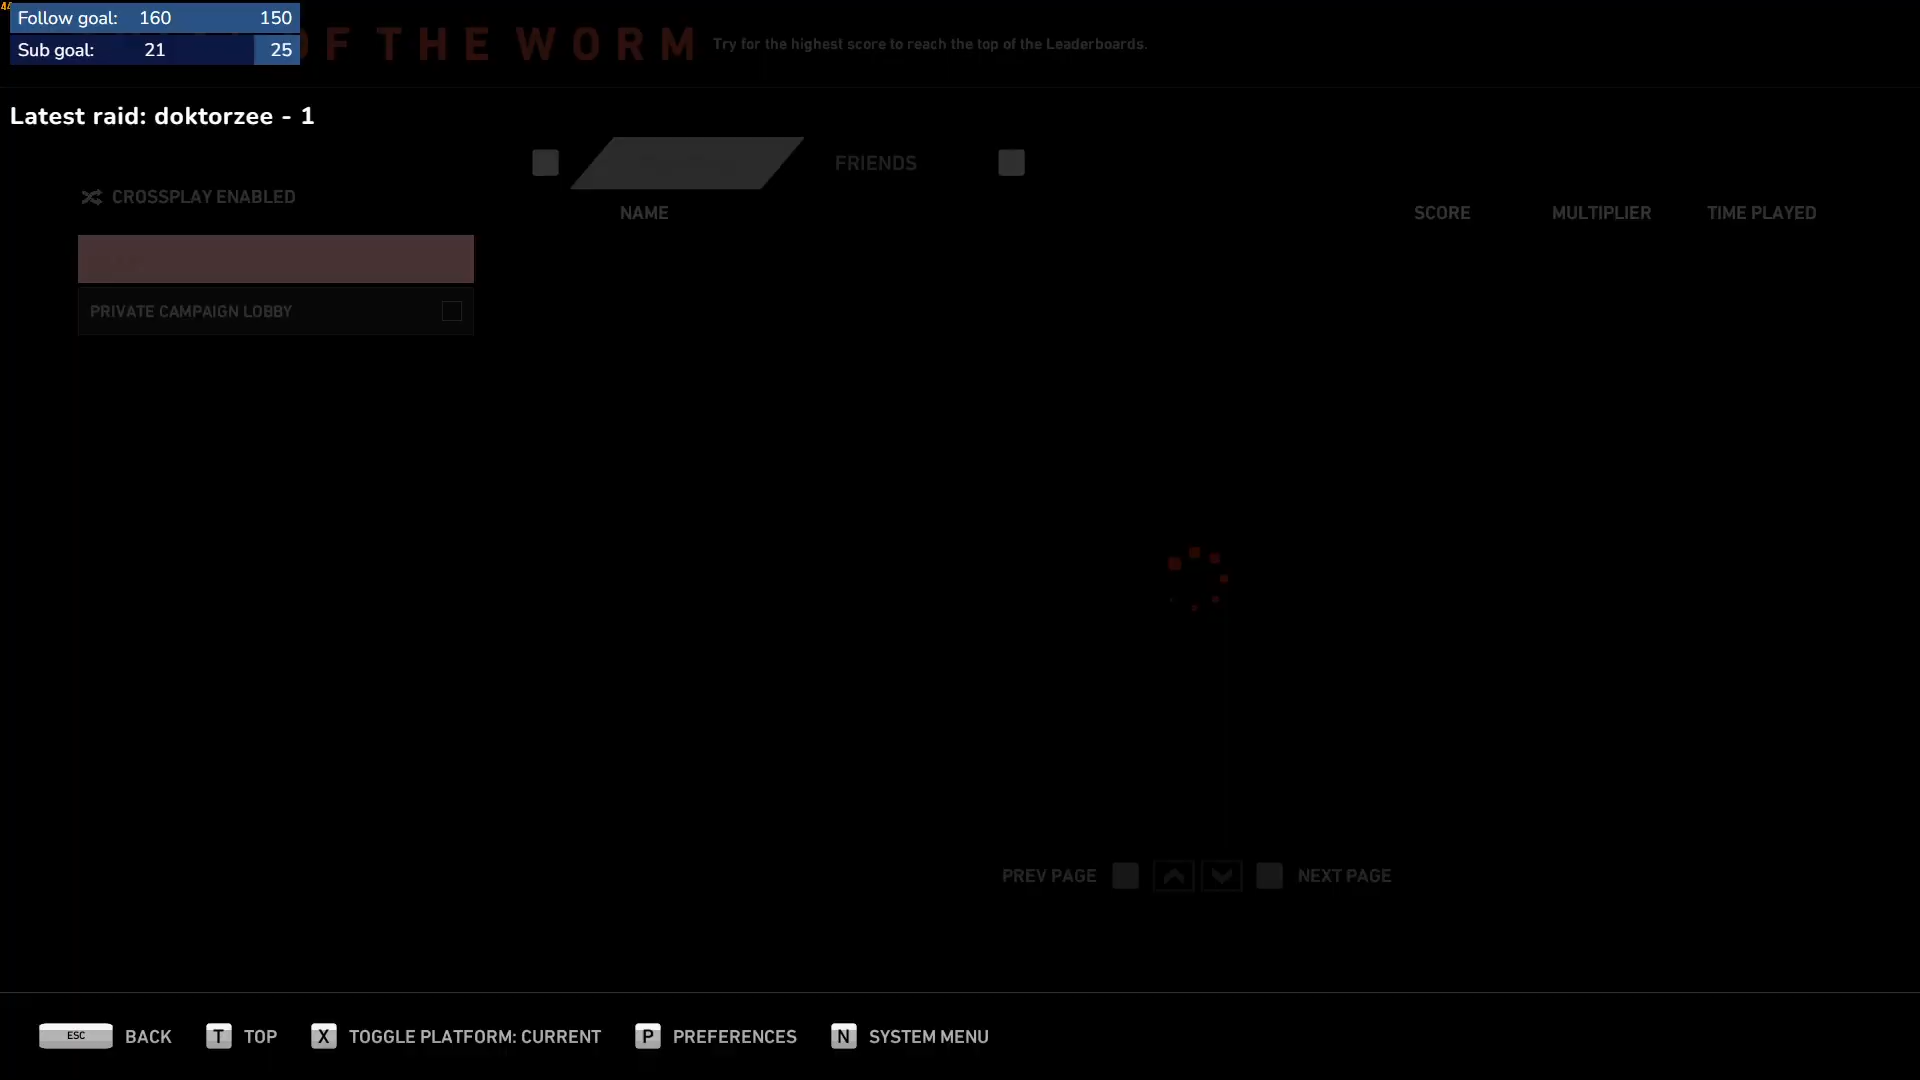 Follow goal: 160 150
Sub goal: 21 25
OF THE WORM
Try for the highest score to reach the top of the Leaderboards.
Latest raid: doktorzee - 1
FRIENDS
CROSSPLAY ENABLED
NAME SCORE MULTIPLIER TIME PLAYED
PRIVATE CAMPAIGN LOBBY
PREV PAGE NEXT PAGE
ESC BACK T TOP X TOGGLE PLATFORM: CURRENT P PREFERENCES N SYSTEM MENU